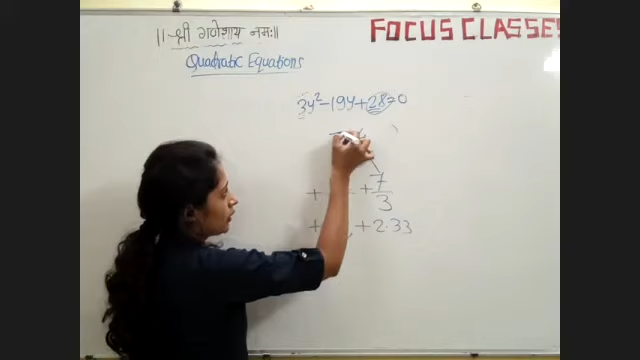 ॥श्री गणेशाय नमः॥
FOCUS CLASSES
Quadratic Equations
3y²-19y+28=0
+ +7/3
+ +2.33